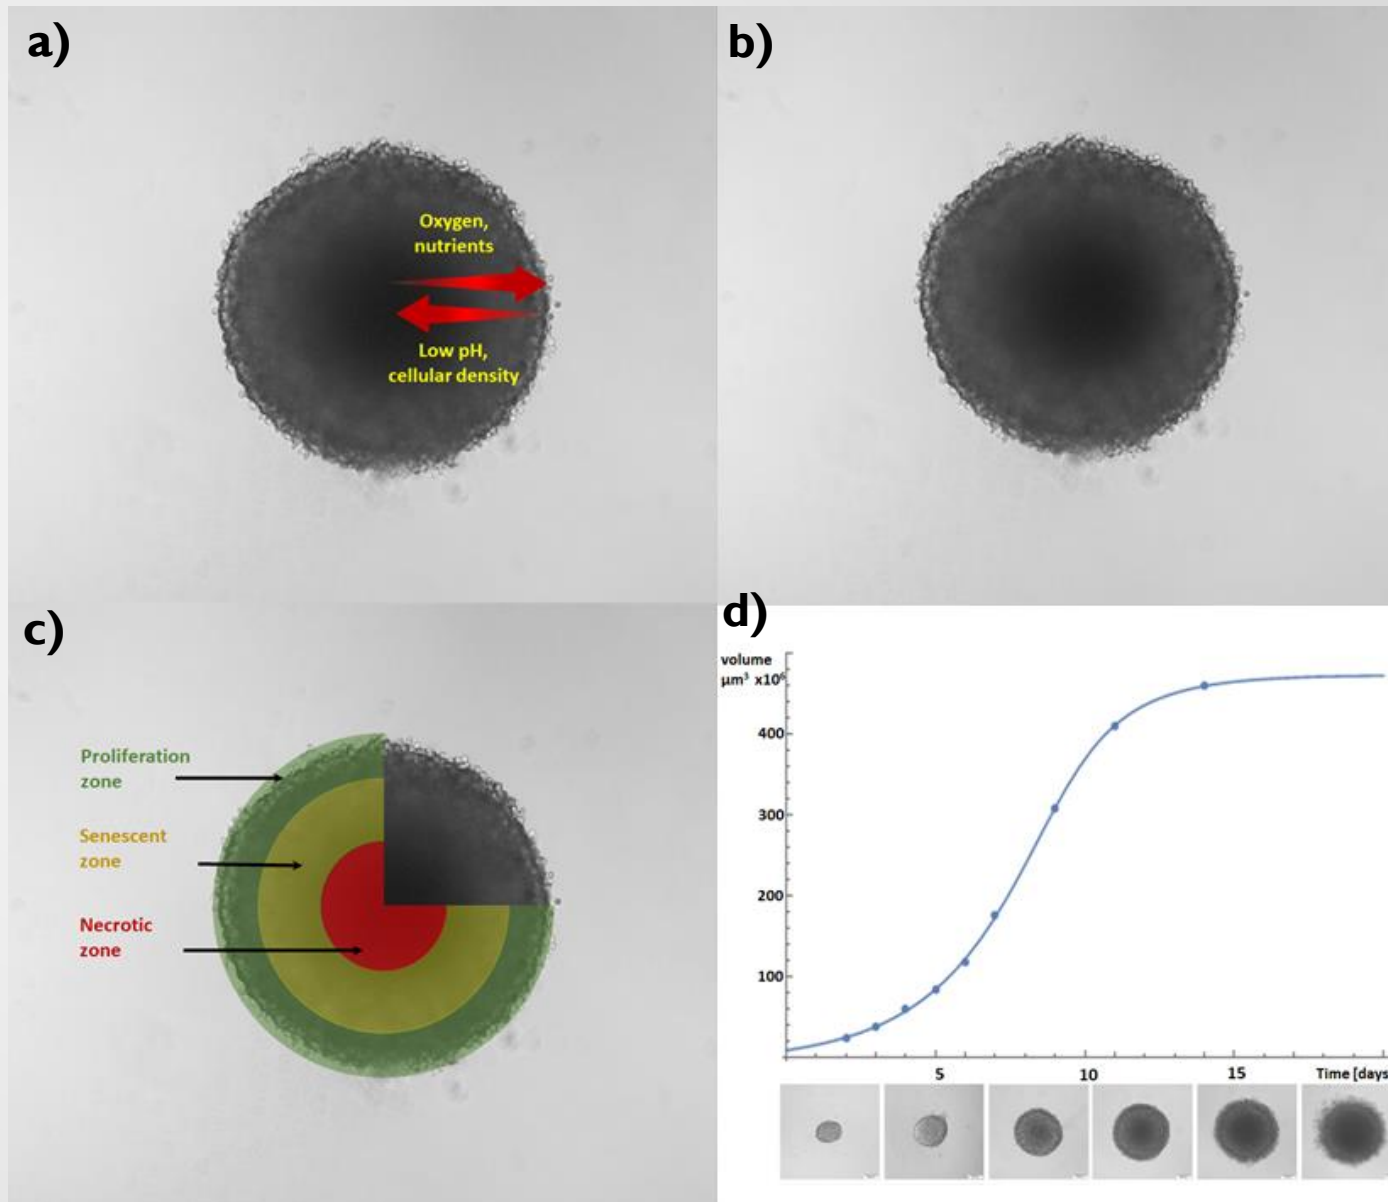 a)
Oxygen,
nutrients
Low pH,
cellular density
b)
c)
Proliferation
zone
Senescent
zone
Necrotic
zone
d)
volume
µm³ x10⁶
400
300
200
100
5
10
15
Time [days